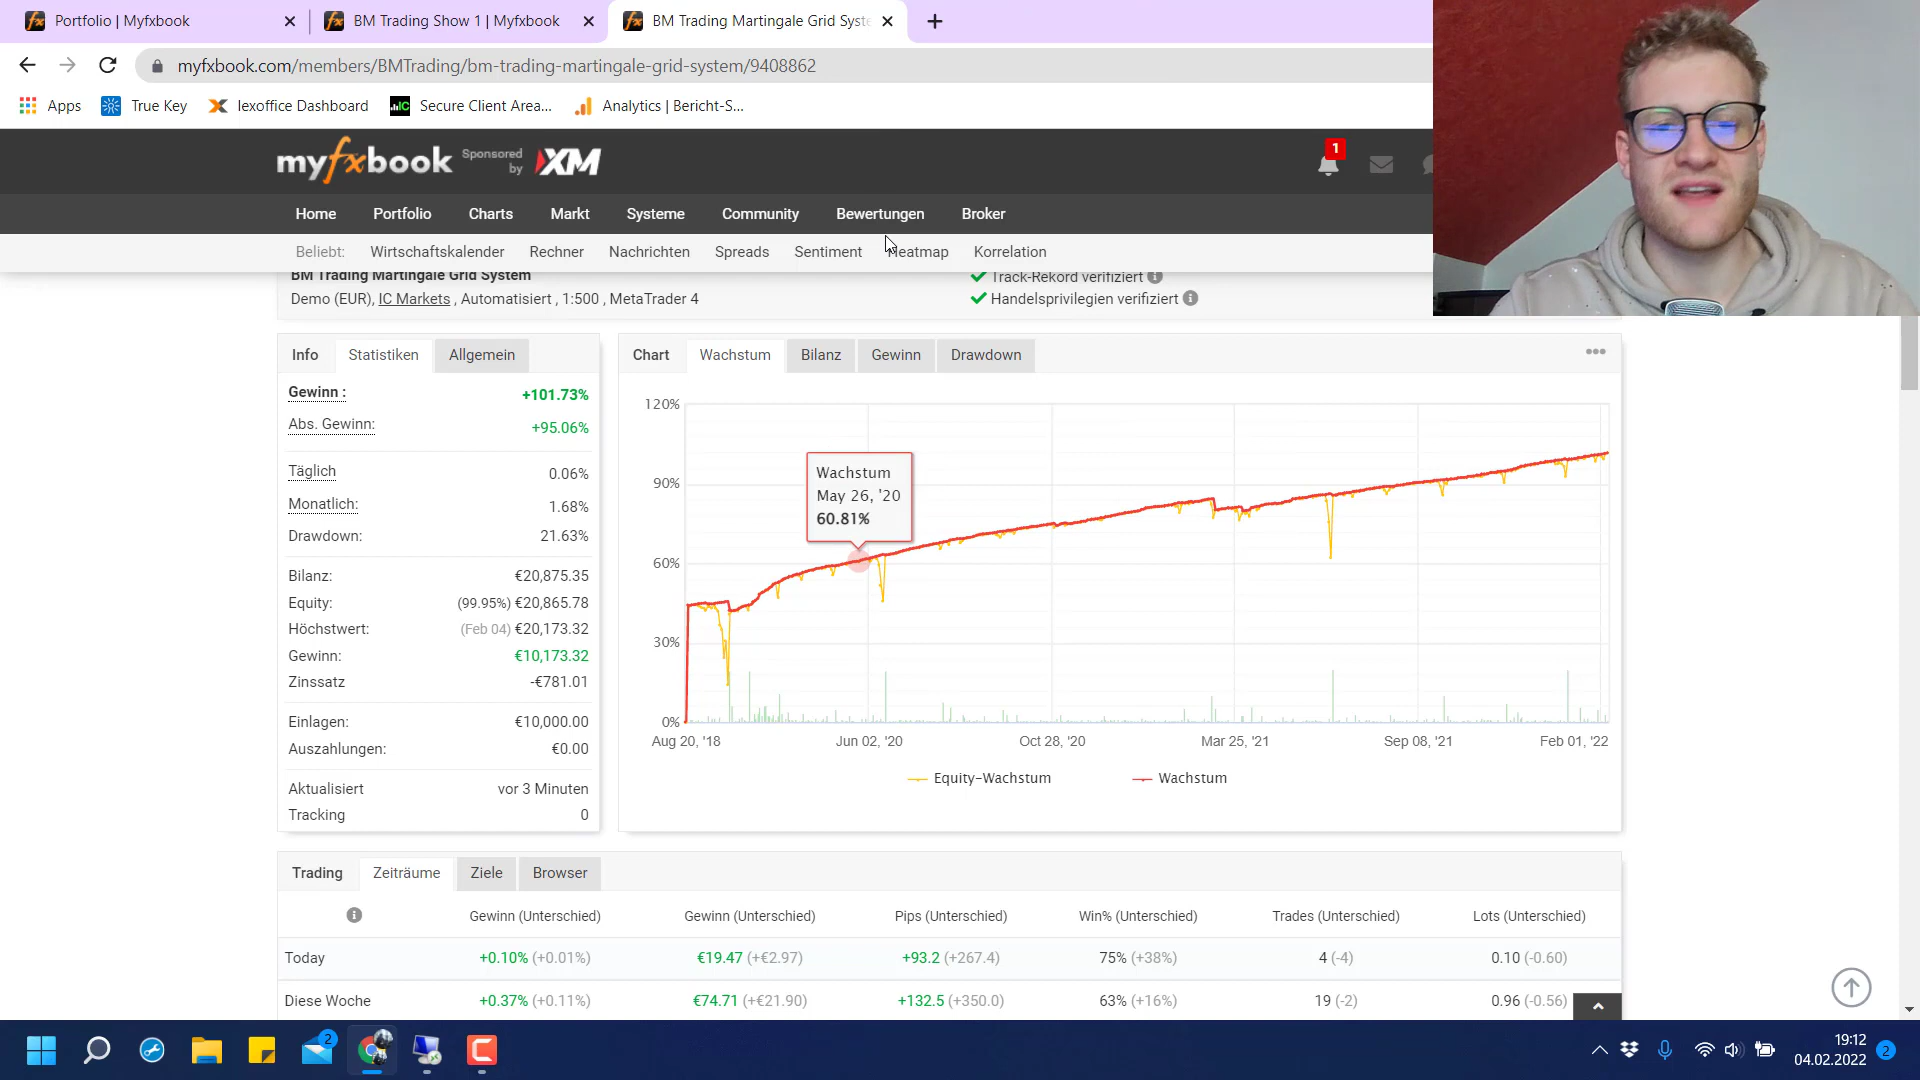 Portfolio | Myfxbook
BM Trading Show 1 | Myfxbook
BM Trading Martingale Grid Syste
myfxbook.com/members/BMTrading/bm-trading-martingale-grid-system/9408862
Apps
True Key
lexoffice Dashboard
Secure Client Area...
Analytics | Bericht-S...
myfxbook
Sponsored
by
XM
1
Home
Portfolio
Charts
Markt
Systeme
Community
Bewertungen
Broker
Beliebt:
Wirtschaftskalender
Rechner
Nachrichten
Spreads
Sentiment
Heatmap
Korrelation
BM Trading Martingale Grid System
Track-Rekord verifiziert
Demo (EUR), IC Markets , Automatisiert , 1:500 , MetaTrader 4
Handelsprivilegien verifiziert
Info
Statistiken
Allgemein
Gewinn : +101.73%
Abs. Gewinn: +95.06%
Täglich 0.06%
Monatlich: 1.68%
Drawdown: 21.63%
Bilanz: €20,875.35
Equity: (99.95%) €20,865.78
Höchstwert: (Feb 04) €20,173.32
Gewinn: €10,173.32
Zinssatz -€781.01
Einlagen: €10,000.00
Auszahlungen: €0.00
Aktualisiert vor 3 Minuten
Tracking 0
Chart
Wachstum
Bilanz
Gewinn
Drawdown
120%
90%
60%
30%
0%
Wachstum
May 26, '20
60.81%
Aug 20, '18
Jun 02, '20
Oct 28, '20
Mar 25, '21
Sep 08, '21
Feb 01, '22
Equity-Wachstum
Wachstum
Trading
Zeiträume
Ziele
Browser
Gewinn (Unterschied)
Gewinn (Unterschied)
Pips (Unterschied)
Win% (Unterschied)
Trades (Unterschied)
Lots (Unterschied)
Today +0.10% (+0.01%) €19.47 (+€2.97) +93.2 (+267.4) 75% (+38%) 4 (-4) 0.10 (-0.60)
Diese Woche +0.37% (+0.11%) €74.71 (+€21.90) +132.5 (+350.0) 63% (+16%) 19 (-2) 0.96 (-0.56)
2
19:12
04.02.2022
2